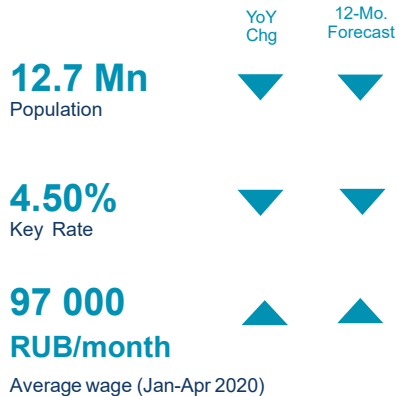 YoY
Chg
12-Mo.
Forecast
12.7 Mn
Population
4.50%
Key Rate
97 000
RUB/month
Average wage (Jan-Apr 2020)